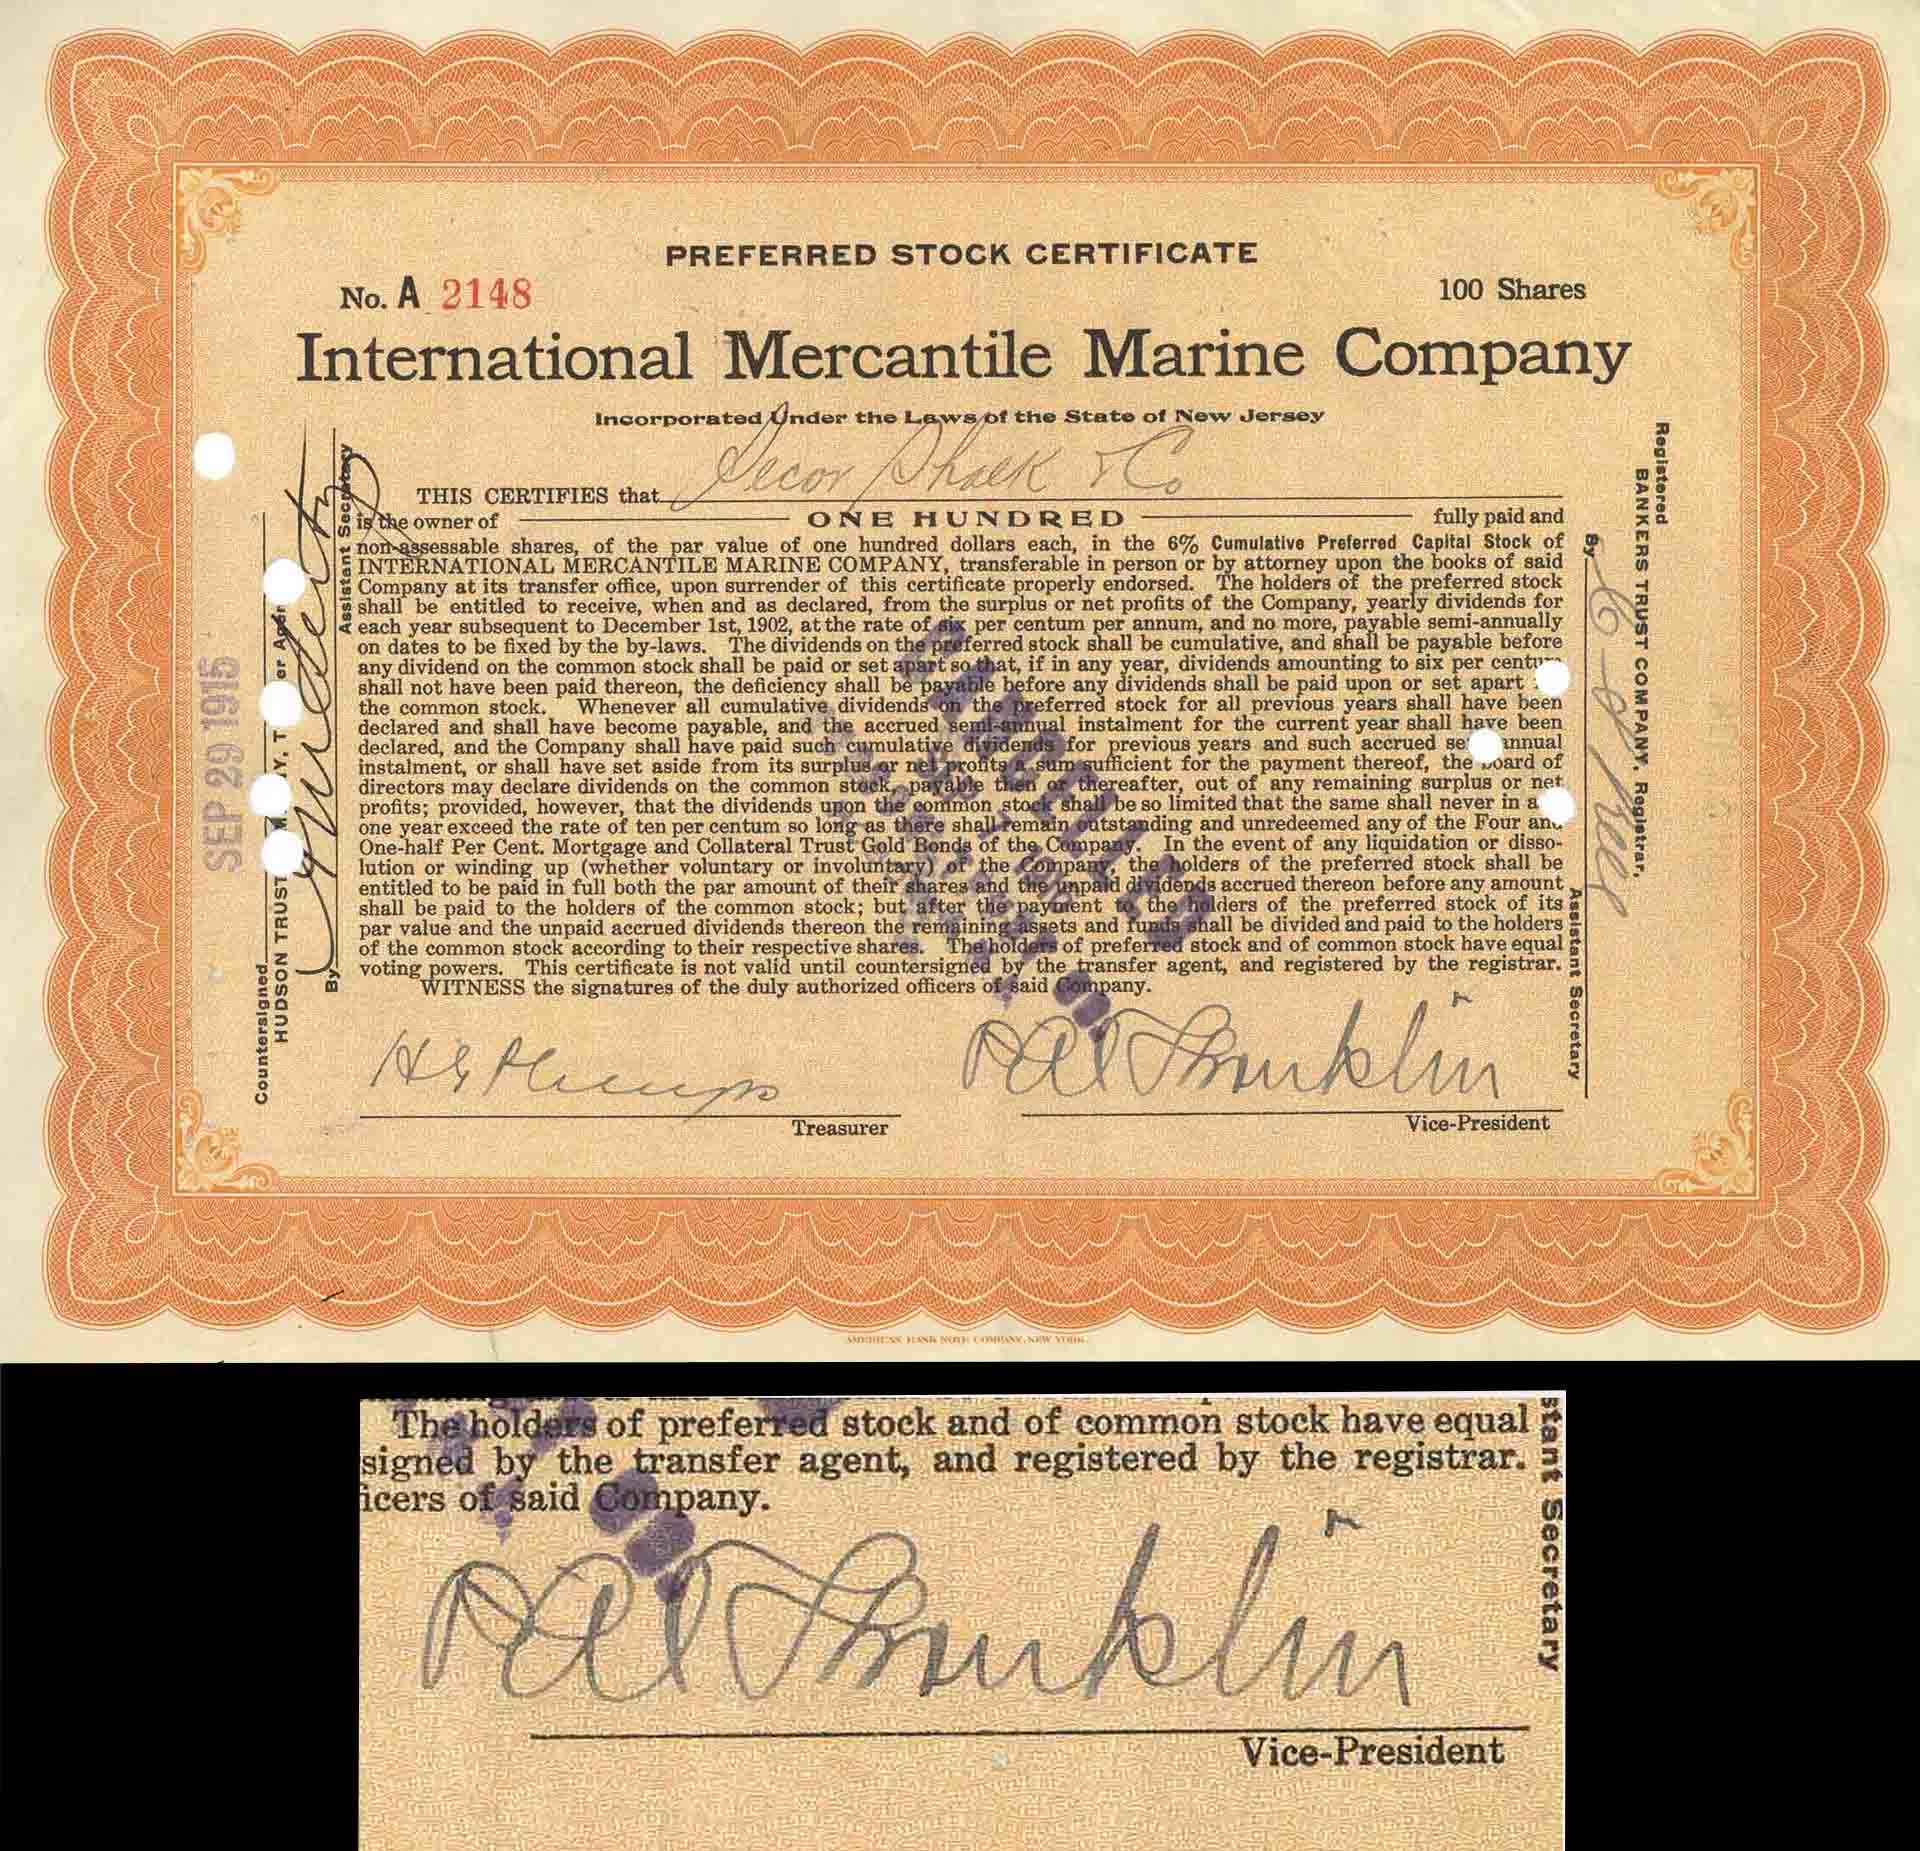 PREFERRED STOCK CERTIFICATE
No. A 2148
100 Shares
International Mercantile Marine Company
Incorporated Under the Laws of the State of New Jersey
THIS CERTIFIES that & Co
is the owner of ONE HUNDRED fully paid and
non-assessable shares, of the par value of one hundred dollars each, in the 6% Cumulative Preferred Capital Stock of
INTERNATIONAL MERCANTILE MARINE COMPANY, transferable in person or by attorney upon the books of said
Company at its transfer office, upon surrender of this certificate properly endorsed. The holders of the preferred stock
shall be entitled to receive, when and as declared, from the surplus or net profits of the Company, yearly dividends for
each year subsequent to December 1st, 1902, at the rate of six per centum per annum, and no more, payable semi-annually
on dates to be fixed by the by-laws. The dividends on the preferred stock shall be cumulative, and shall be payable before
any dividend on the common stock shall be paid or set apart so that, if in any year, dividends amounting to six per centum
shall not have been paid thereon, the deficiency shall be payable before any dividends shall be paid upon or set apart
the common stock. Whenever all cumulative dividends on the preferred stock for all previous years shall have been
declared and shall have become payable, and the accrued semi-annual instalment for the current year shall have been
declared, and the Company shall have paid such cumulative dividends for previous years and such accrued semi-annual
instalment, or shall have set aside from its surplus or net profits a sum sufficient for the payment thereof, the board of
directors may declare dividends on the common stock, payable then or thereafter, out of any remaining surplus or net
profits; provided, however, that the dividends upon the common stock shall be so limited that the same shall never in a
one year exceed the rate of ten per centum so long as there shall remain outstanding and unredeemed any of the Four and
One-half Per Cent. Mortgage and Collateral Trust Gold Bonds of the Company. In the event of any liquidation or disso-
lution or winding up (whether voluntary or involuntary) of the Company, the holders of the preferred stock shall be
entitled to be paid in full both the par amount of their shares and the unpaid dividends accrued thereon before any amount
shall be paid to the holders of the common stock; but after the payment to the holders of the preferred stock of its
par value and the unpaid accrued dividends thereon the remaining assets and funds shall be divided and paid to the holders
of the common stock according to their respective shares. The holders of preferred stock and of common stock have equal
voting powers. This certificate is not valid until countersigned by the transfer agent, and registered by the registrar.
WITNESS the signatures of the duly authorized officers of said Company.
Treasurer
P A S Franklin
Vice-President
SEP 29 1915
Countersigned
HUDSON TRUST
By
Assistant Secretary
Registered
BANKERS TRUST COMPANY, Registrar,
By
Assistant Secretary
CANCELLED
AMERICAN BANK NOTE COMPANY, NEW YORK.
The holders of preferred stock and of common stock have equal
signed by the transfer agent, and registered by the registrar.
icers of said Company.
P A S Franklin
Vice-President
stant Secretary